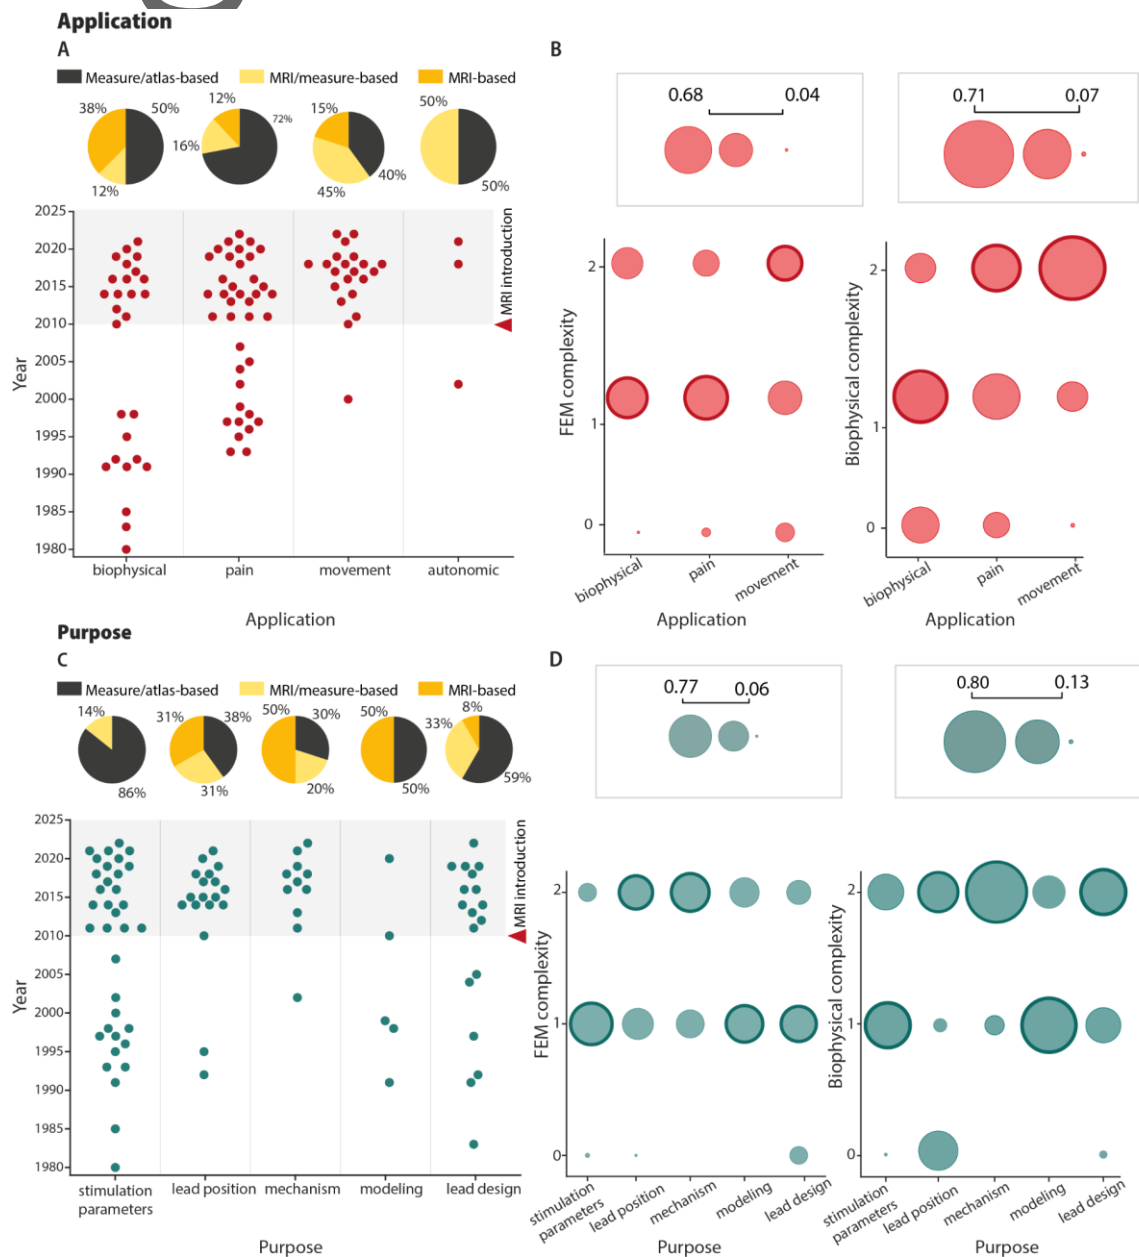 Application
A
B
Measure/atlas-based MRI/measure-based MRI-based
38% 50%
12%
12%
72%
16%
15%
40%
45%
50%
50%
2025
2020
2015
2010
2005
2000
1995
1990
1985
1980
Year
MRI introduction
biophysical pain movement autonomic
Application
0.68 0.04
0.71 0.07
FEM complexity
2
1
0
biophysical pain movement
Application
Biophysical complexity
2
1
0
biophysical pain movement
Application
Purpose
C
D
Measure/atlas-based MRI/measure-based MRI-based
14%
86%
31% 38%
31%
50% 30%
20%
50%
50%
8%
33%
59%
2025
2020
2015
2010
2005
2000
1995
1990
1985
1980
Year
MRI introduction
stimulation
parameters
lead position mechanism modeling lead design
Purpose
0.77 0.06
0.80 0.13
FEM complexity
2
1
0
stimulation
parameters
lead position mechanism modeling lead design
Purpose
Biophysical complexity
2
1
0
stimulation
parameters
lead position mechanism modeling lead design
Purpose